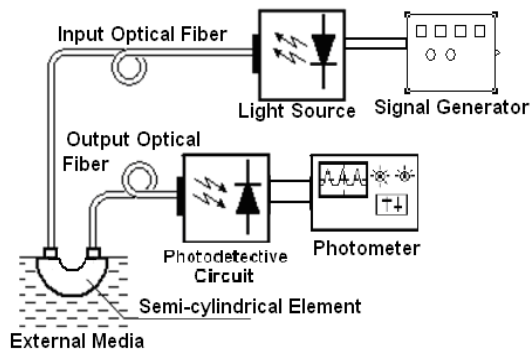 Input Optical Fiber
Light Source
Signal Generator
Output Optical
Fiber
Photodetective
Circuit
Photometer
Semi-cylindrical Element
External Media